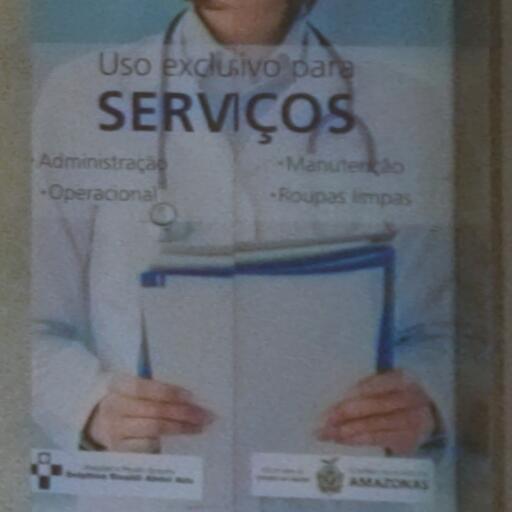 Uso exclusivo para
SERVIÇOS
•Administração
•Operacional
•Manutenção
•Roupas limpas
AMAZONAS